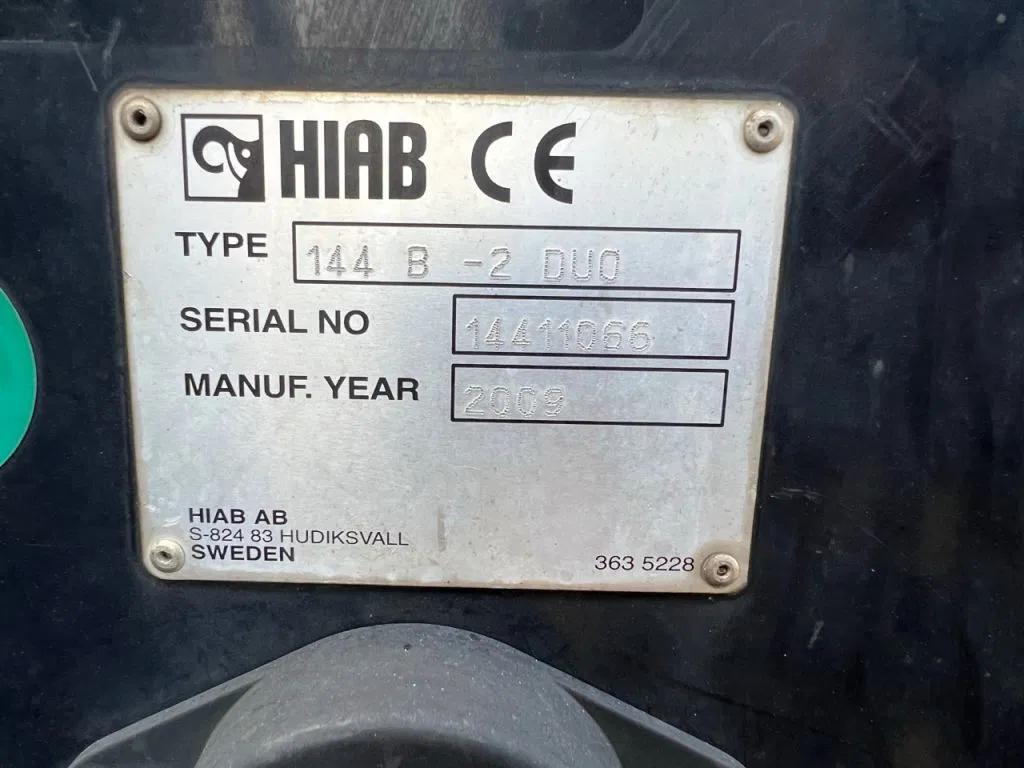 HIAB CE
TYPE 144 B -2 DUO
SERIAL NO 14411066
MANUF. YEAR 2009
HIAB AB
S-824 83 HUDIKSVALL
SWEDEN
363 5228